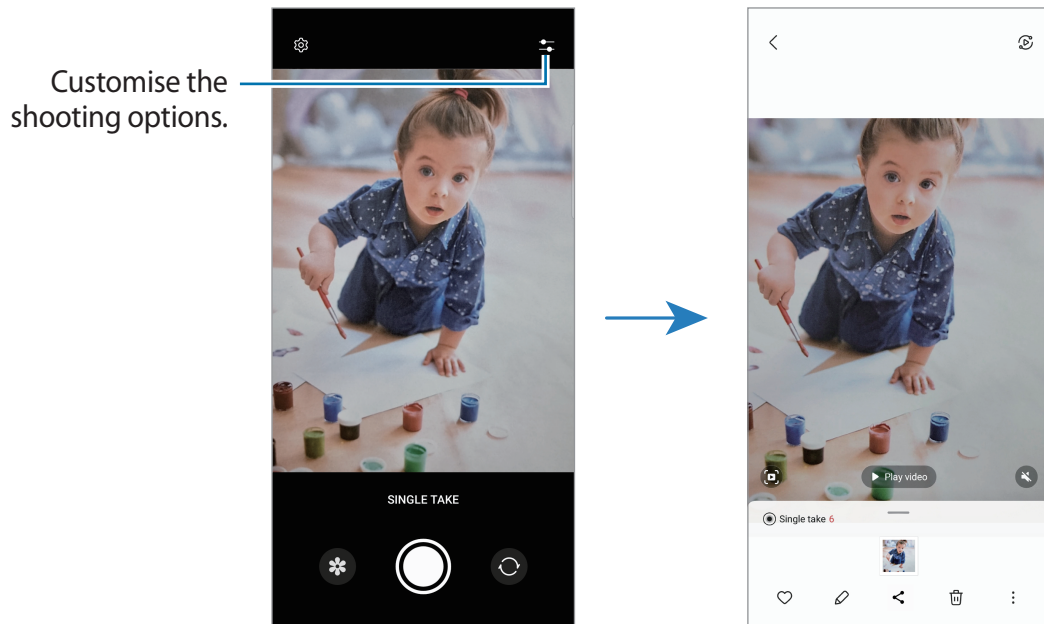 Customise the
shooting options.
SINGLE TAKE
Play video
Single take 6